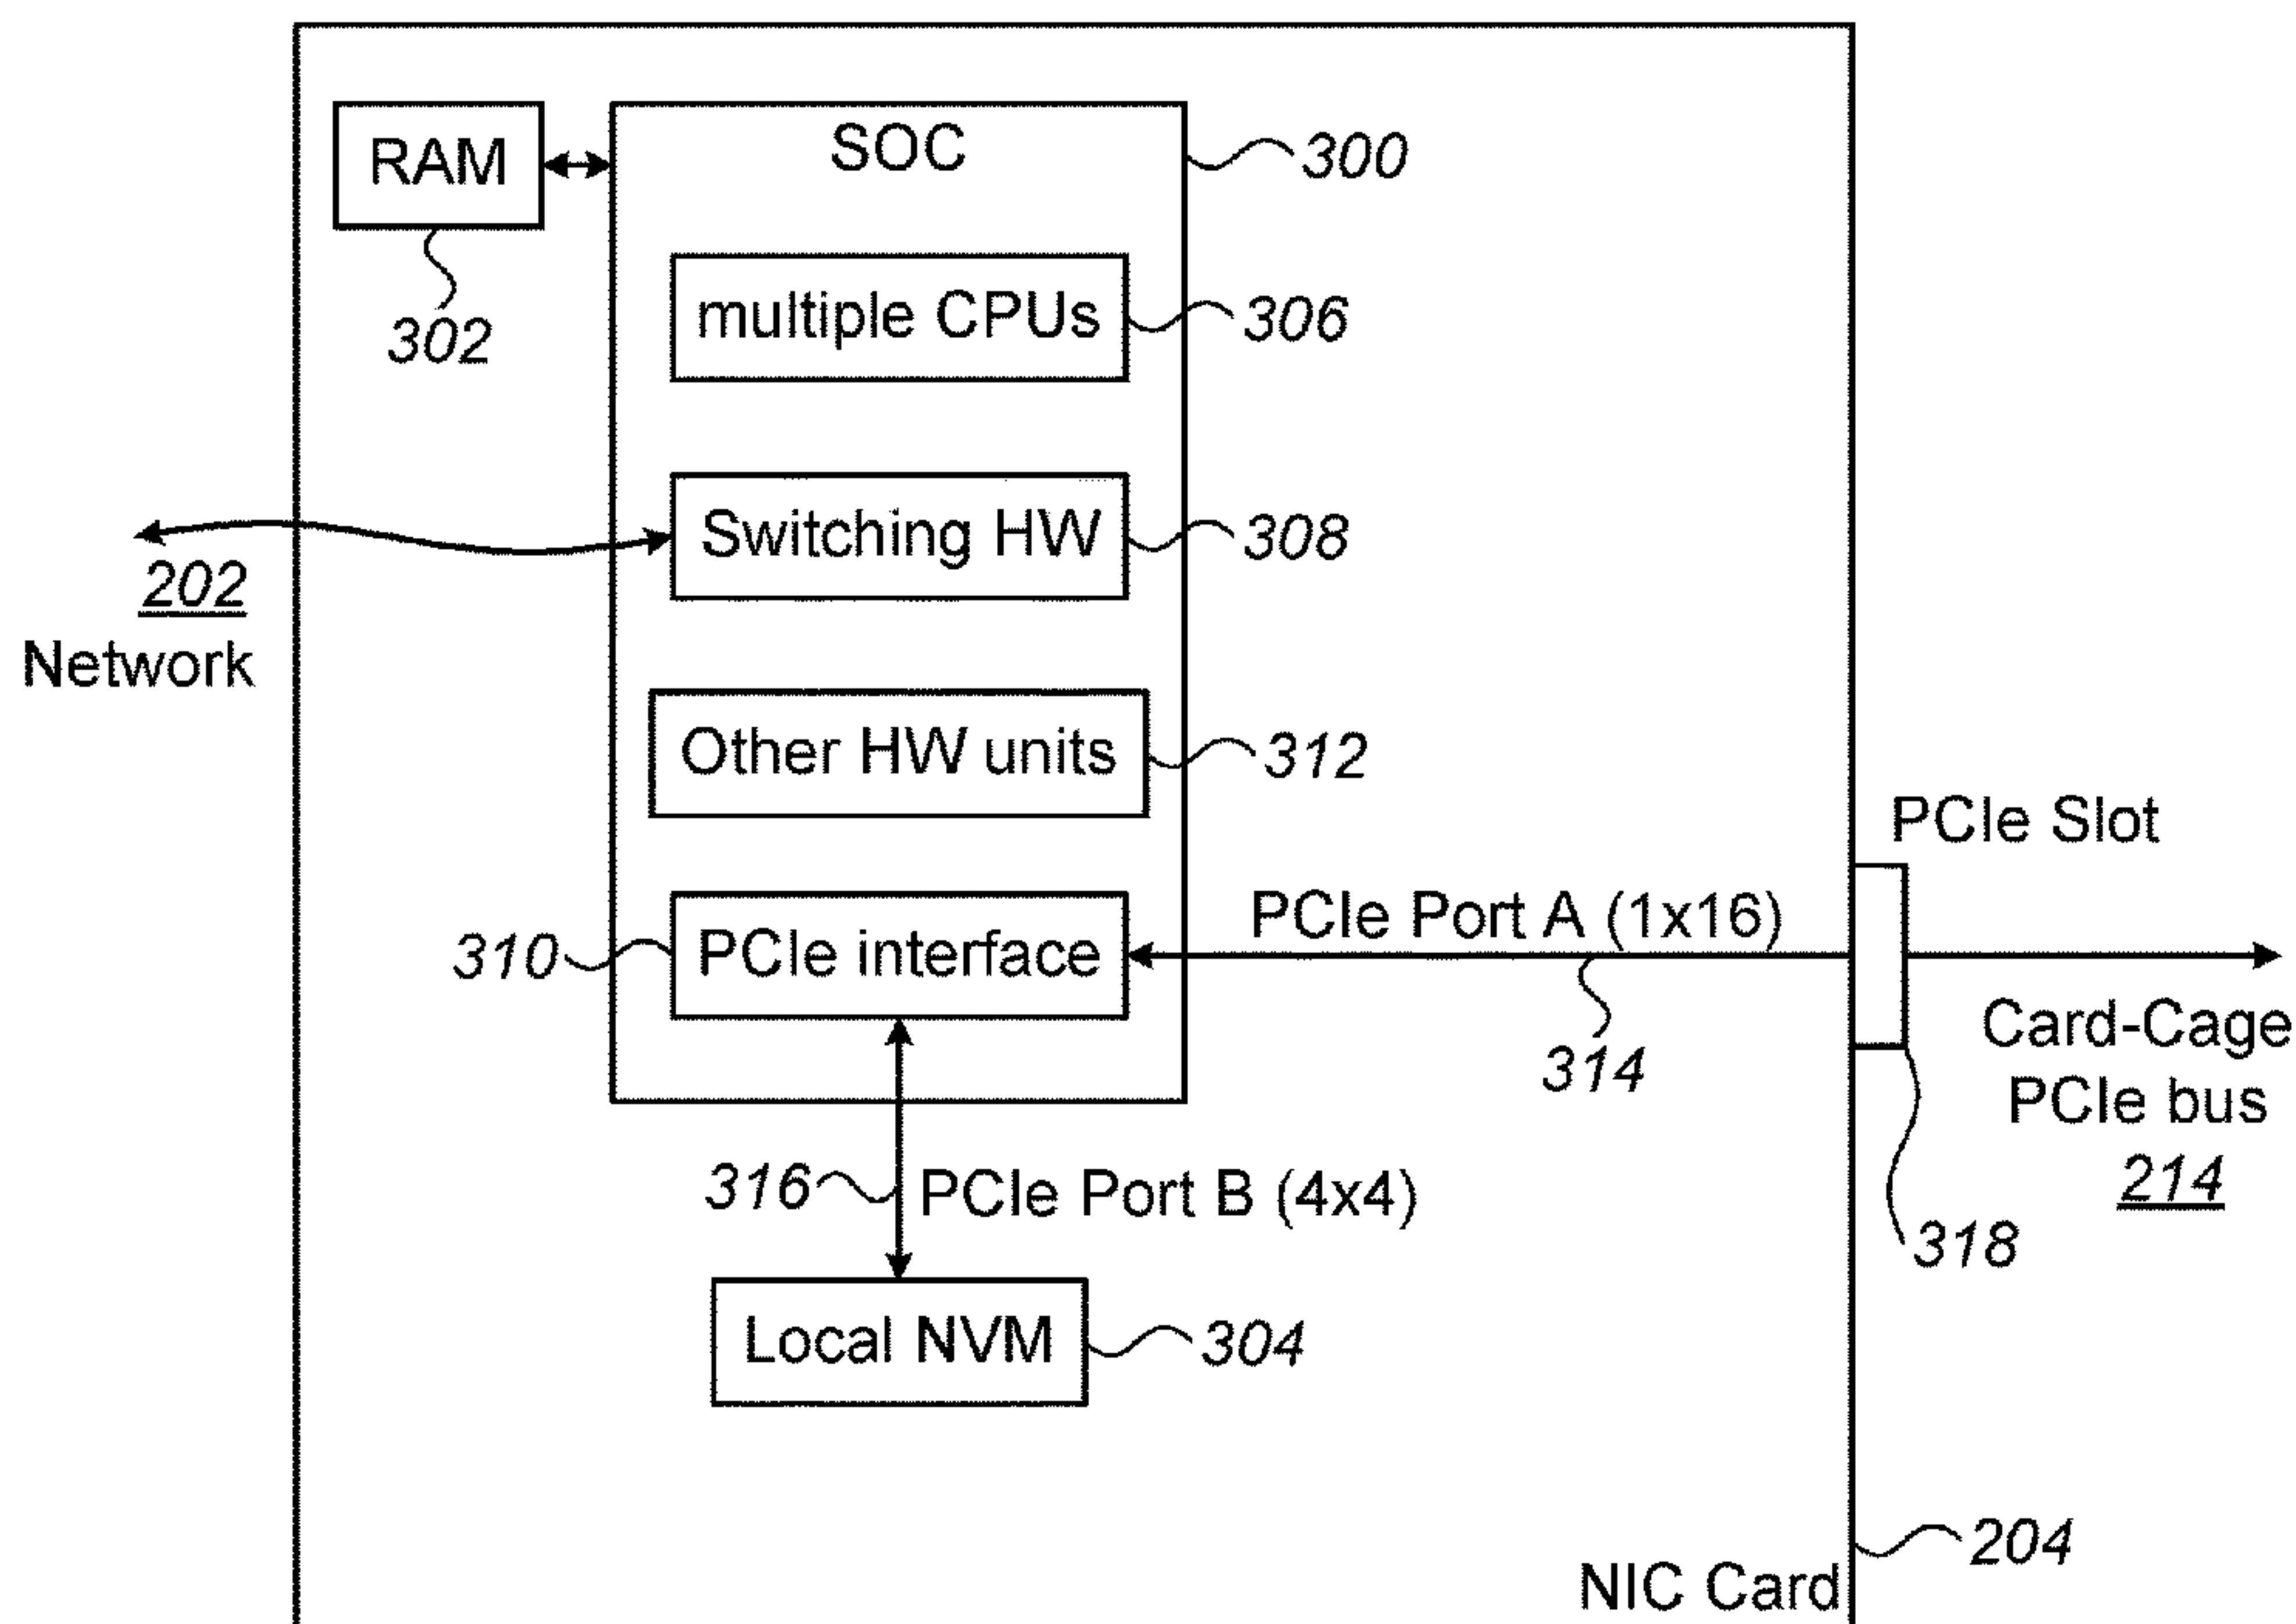 RAM
SOC
300
302
multiple CPUs
306
Switching HW
308
202
Network
Other HW units
312
PCIe Slot
PCIe Port A (1x16)
310
PCIe interface
314
Card-Cage
PCIe bus
214
316
PCIe Port B (4x4)
318
Local NVM
304
204
NIC Card